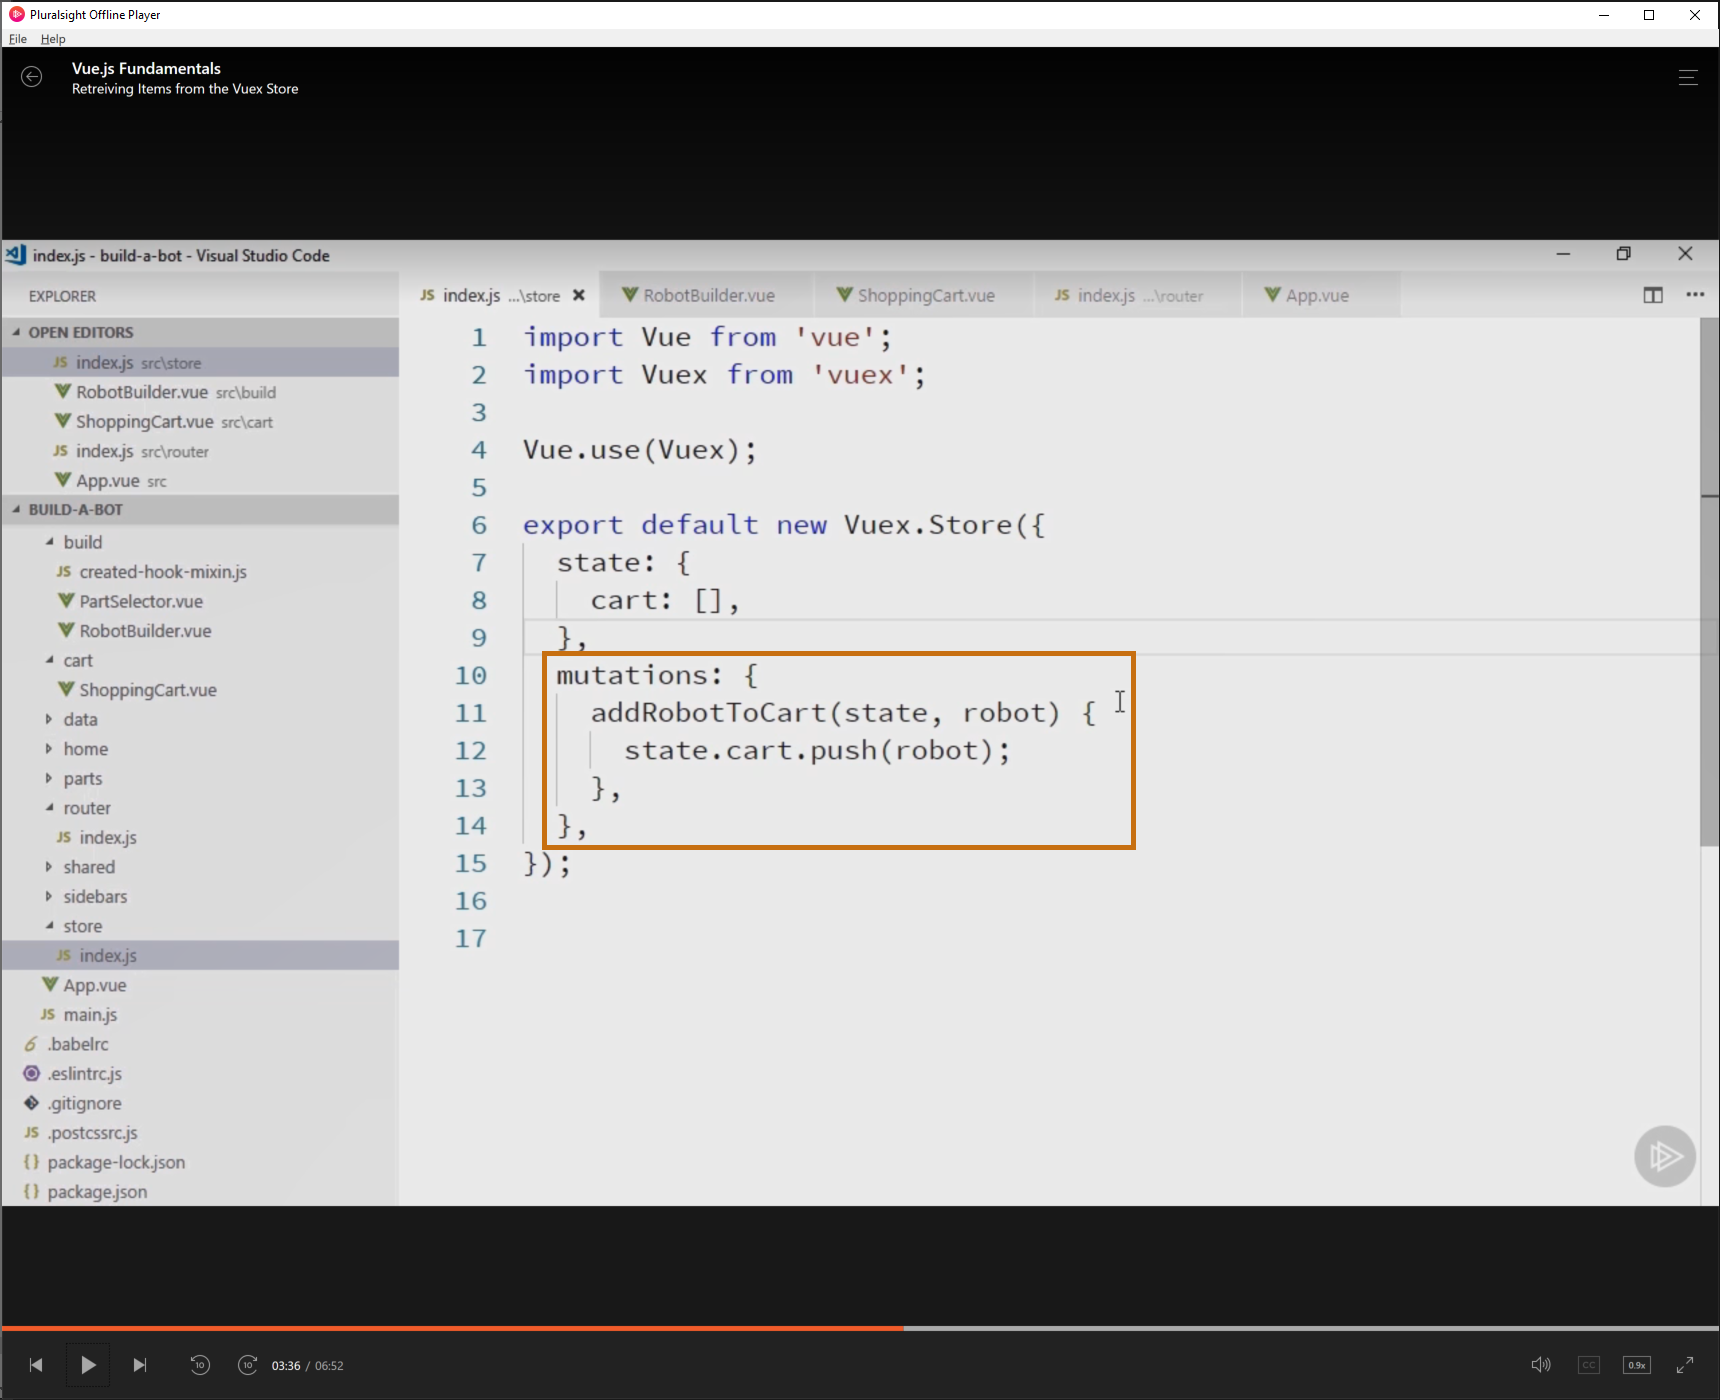 Pluralsight Offline Player
File Help
Vue.js Fundamentals
Retreiving Items from the Vuex Store
index.js - build-a-bot - Visual Studio Code
EXPLORER
OPEN EDITORS
JS index.js src\store
RobotBuilder.vue src\build
ShoppingCart.vue src\cart
JS index.js src\router
App.vue src
BUILD-A-BOT
build
JS created-hook-mixin.js
PartSelector.vue
RobotBuilder.vue
cart
ShoppingCart.vue
data
home
parts
router
JS index.js
shared
sidebars
store
JS index.js
App.vue
JS main.js
.babelrc
.eslintrc.js
.gitignore
JS .postcssrc.js
{} package-lock.json
{} package.json
JS index.js ...\store RobotBuilder.vue ShoppingCart.vue JS index.js ...\router App.vue
1 import Vue from 'vue';
2 import Vuex from 'vuex';
3
4 Vue.use(Vuex);
5
6 export default new Vuex.Store({
7 state: {
8 cart: [],
9 },
10 mutations: {
11 addRobotToCart(state, robot) {
12 state.cart.push(robot);
13 },
14 },
15 });
16
17
10 10 03:36 / 06:52 CC 0.9x